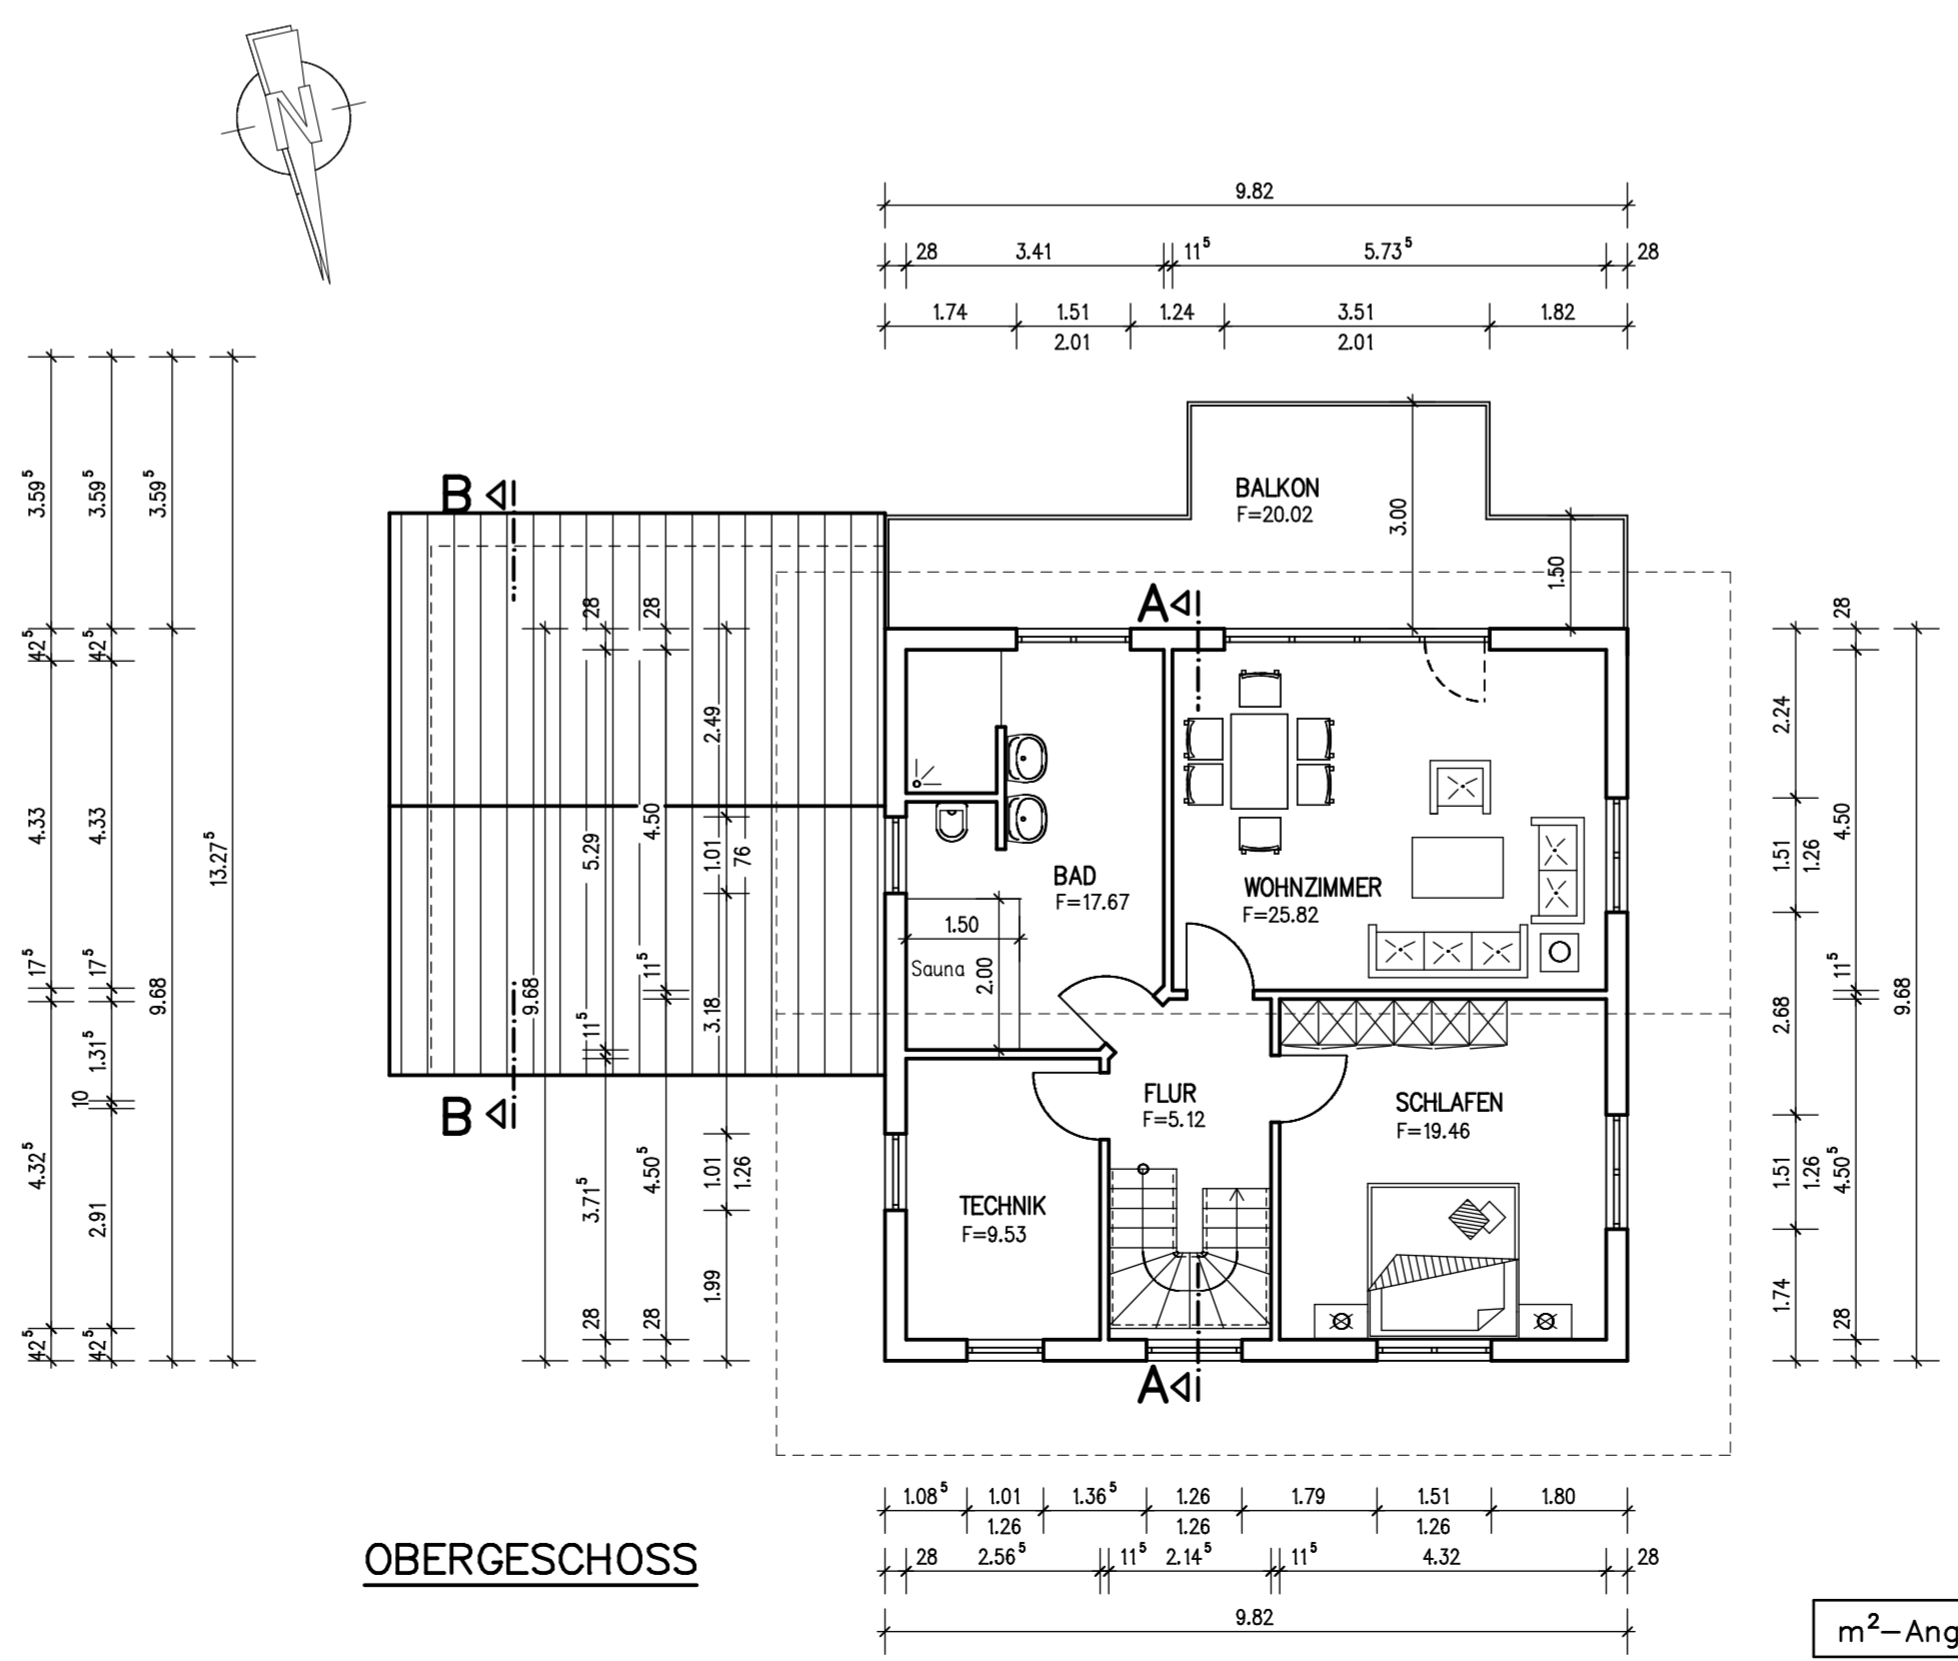 N
9.82
28 3.41 11⁵ 5.73⁵ 28
1.74 1.51 1.24 3.51 1.82
2.01 2.01
3.59⁵ 3.59⁵ 3.59⁵
42⁵ 42⁵
4.33 4.33
13.27⁵
17⁵ 17⁵
9.68
1.31⁵
10
4.32⁵
2.91
42⁵ 42⁵
B
B
28 28
2.49
5.29
4.50
1.01 76
9.68
11⁵
11⁵
3.18
3.71⁵
4.50⁵
1.01 1.26
1.99
28 28
BALKON
F=20.02
3.00
1.50
A
BAD
F=17.67
WOHNZIMMER
F=25.82
1.50
Sauna
2.00
FLUR
F=5.12
SCHLAFEN
F=19.46
TECHNIK
F=9.53
A
28
2.24
4.50
1.51 1.26
11⁵
2.68
9.68
1.51 1.26
4.50⁵
1.74
28
1.08⁵ 1.01 1.36⁵ 1.26 1.79 1.51 1.80
1.26 1.26 1.26
28 2.56⁵ 11⁵ 2.14⁵ 11⁵ 4.32 28
9.82
OBERGESCHOSS
m²–Ang